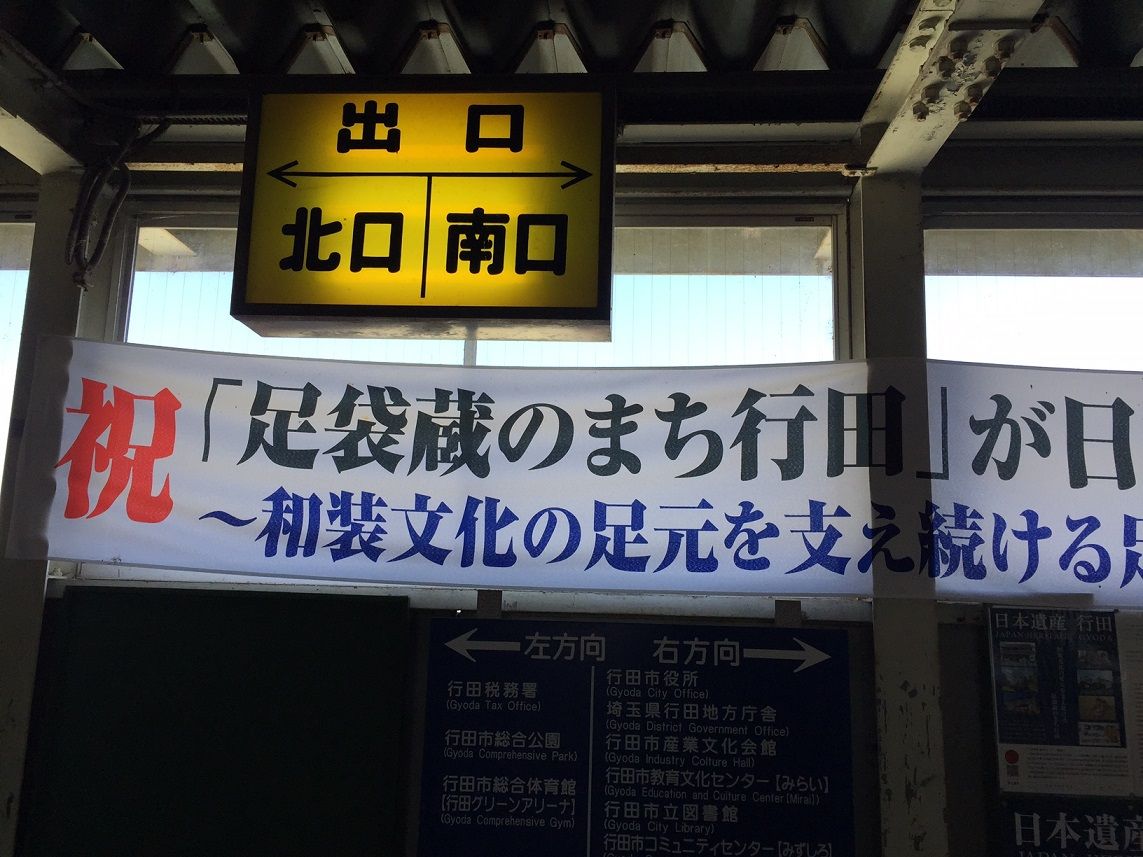 出口
北口 南口
祝「足袋蔵のまち行田」が日
～和装文化の足元を支え続ける足
左方向 右方向
行田税務署
(Gyoda Tax Office)
行田市総合公園
(Gyoda Comprehensive Park)
行田市総合体育館
【行田グリーンアリーナ】
(Gyoda Comprehensive Gym)
行田市役所
(Gyoda City Office)
埼玉県行田地方庁舎
(Gyoda District Government Office)
行田市産業文化会館
(Gyoda Industry Colture Hall)
行田市教育文化センター【みらい】
(Gyoda Education and Culture Center[Mirai])
行田市立図書館
(Gyoda City Library)
行田市コミュニティセンター【みずしろ】
日本遺産 行田
JAPAN HERITAGE GYODA
日本遺産